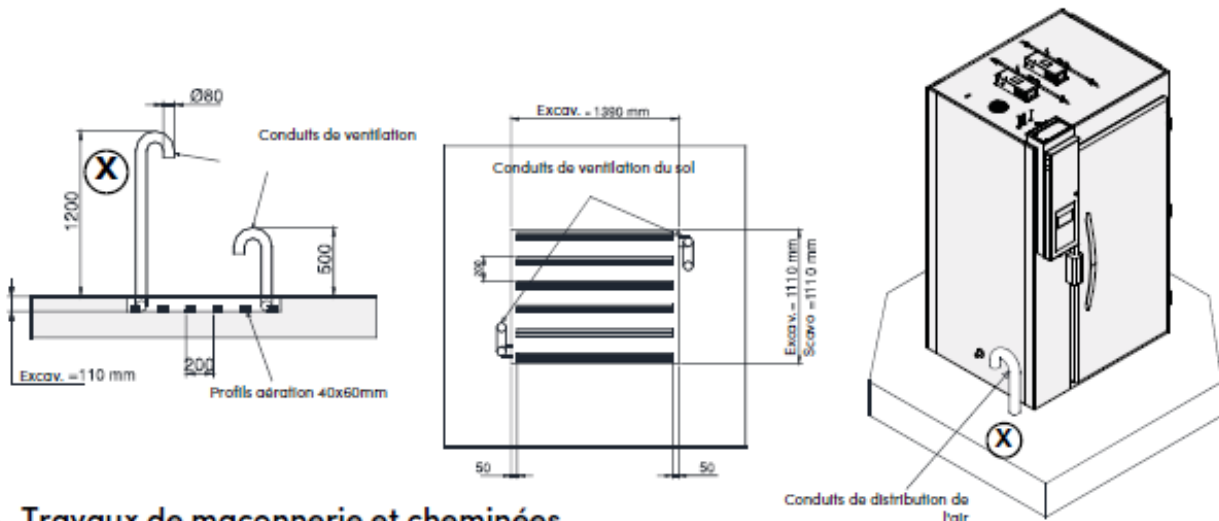 Ø80
Conduits de ventilation
X
1200
500
200
Excav. =110 mm
Profils aération 40x60mm
Excav. = 1390 mm
Conduits de ventilation du sol
200
Excav. = 1110 mm
Scavo =1110 mm
50
50
X
Conduits de distribution de
l'air
Travaux de maçonnerie et cheminées